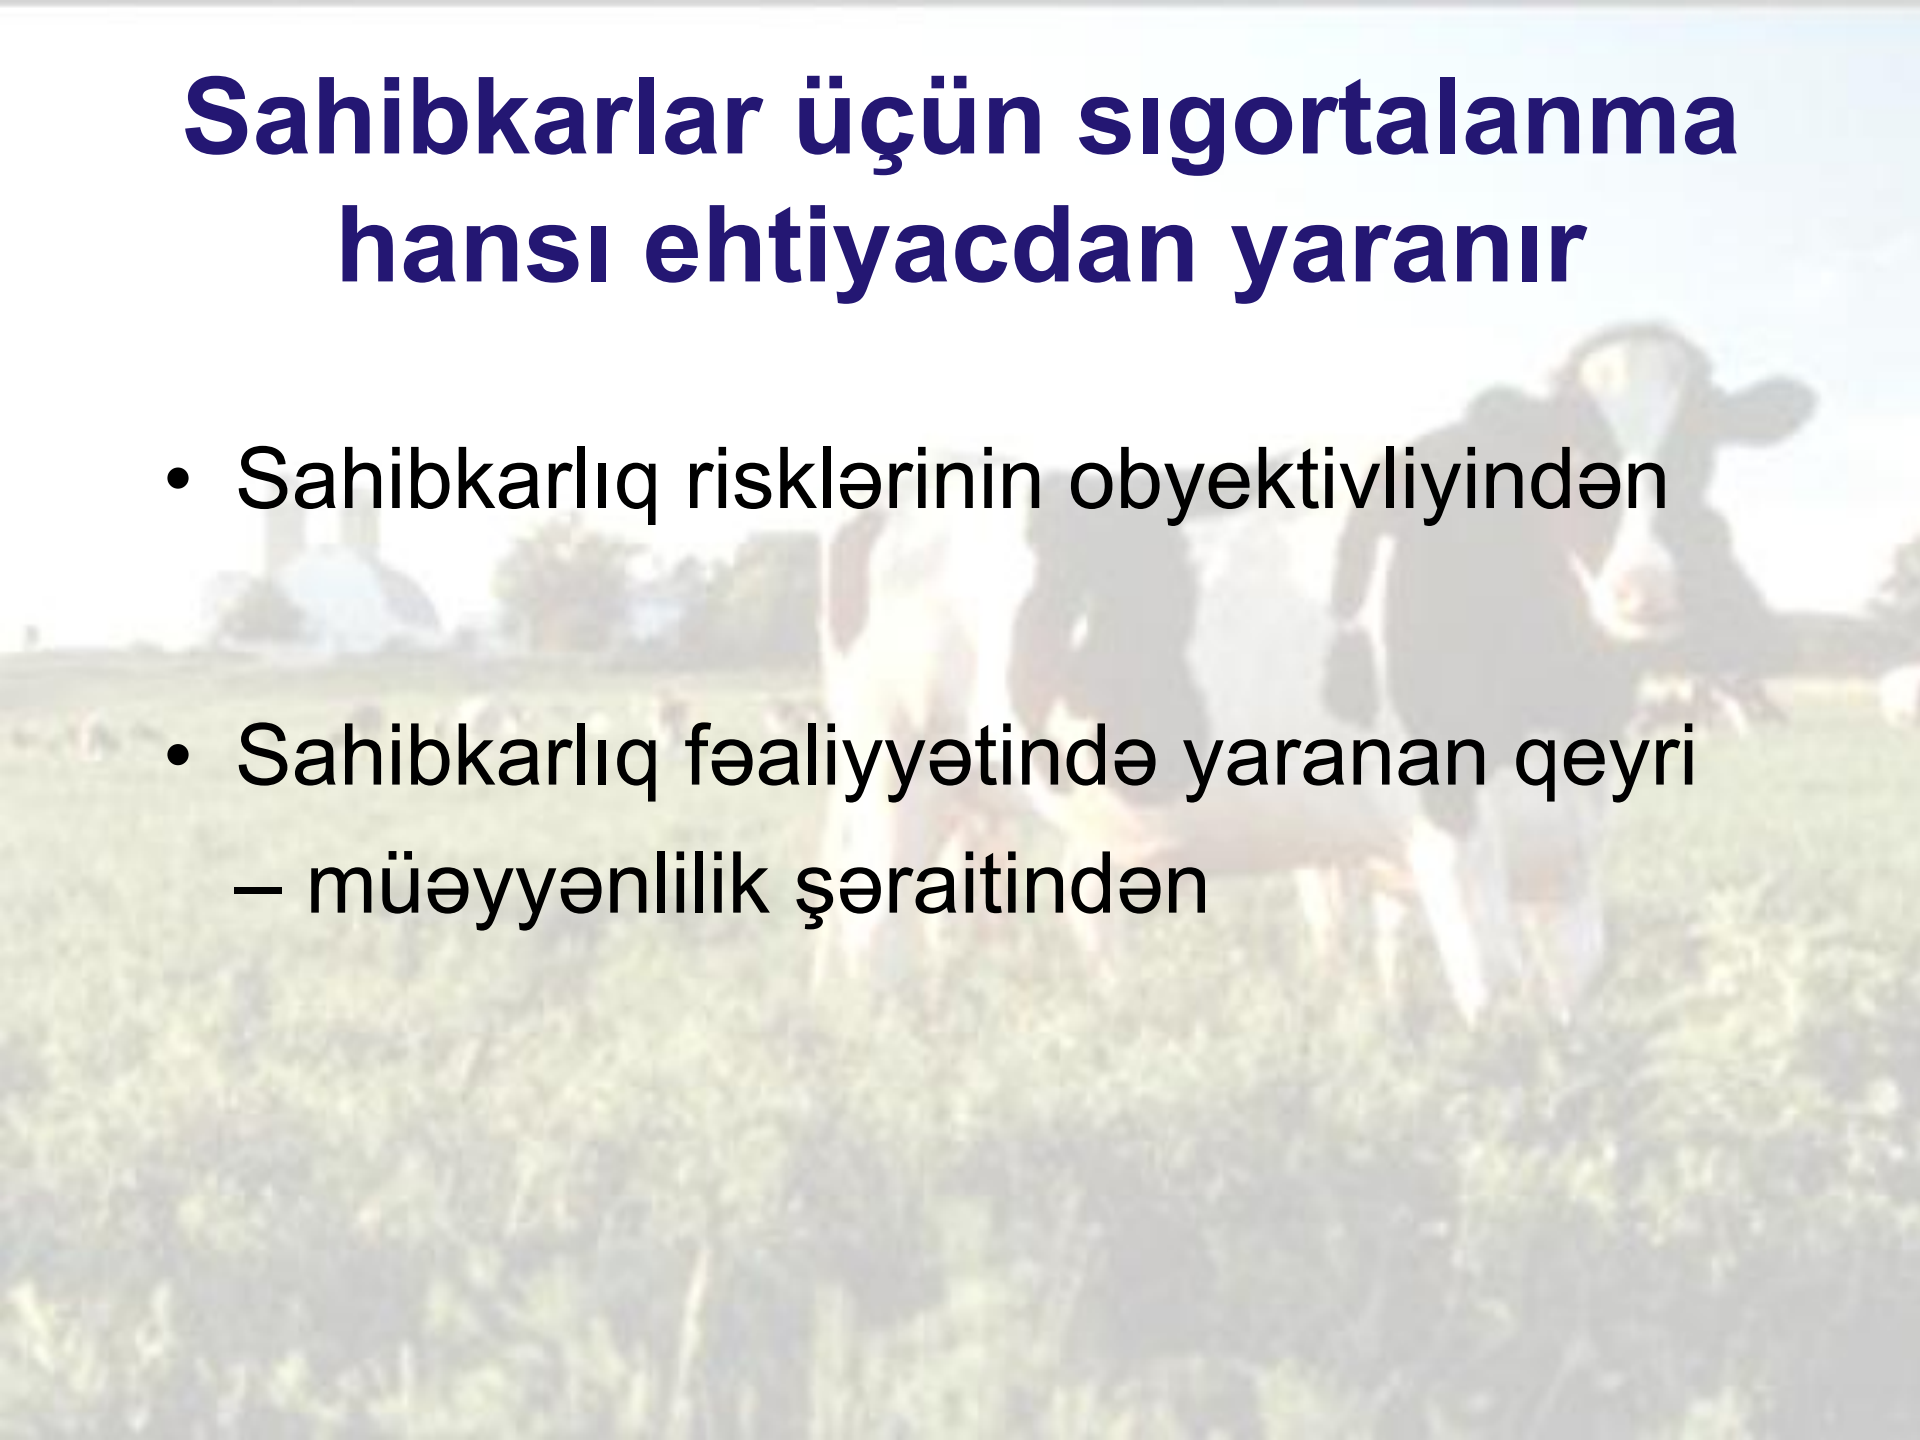 Sahibkarlar üçün sıgortalanma
hansı ehtiyacdan yaranır
• Sahibkarlıq risklərinin obyektivliyindən
• Sahibkarlıq fəaliyyətində yaranan qeyri
– müəyyənlilik şəraitindən